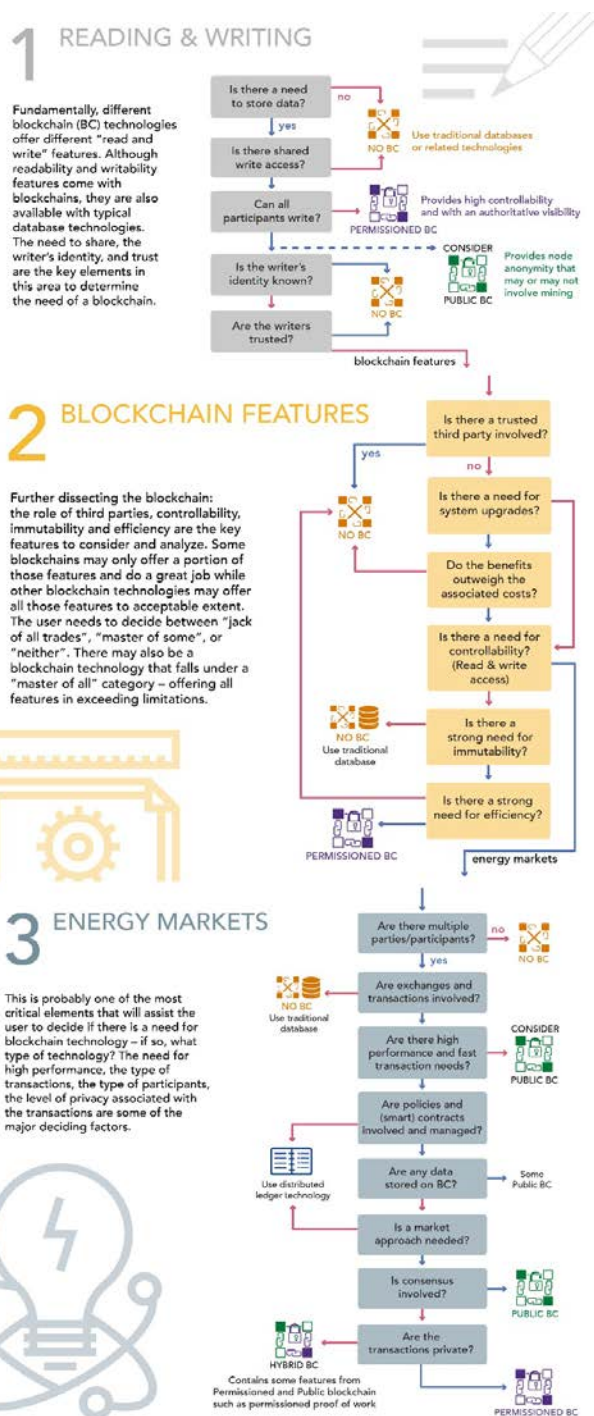 1 READING & WRITING
Fundamentally, different
blockchain (BC) technologies
offer different "read and
write" features. Although
readability and writability
features come with
blockchains, they are also
available with typical
database technologies.
The need to share, the
writer's identity, and trust
are the key elements in
this area to determine
the need of a blockchain.
Is there a need
to store data?
no
yes
NO BC
Use traditional databases
or related technologies
Is there shared
write access?
Can all
participants write?
PERMISSIONED BC
Provides high controllability
and with an authoritative visibility
CONSIDER
PUBLIC BC
Provides node
anonymity that
may or may not
involve mining
Is the writer's
identity known?
NO BC
Are the writers
trusted?
blockchain features
2 BLOCKCHAIN FEATURES
Further dissecting the blockchain:
the role of third parties, controllability,
immutability and efficiency are the key
features to consider and analyze. Some
blockchains may only offer a portion of
those features and do a great job while
other blockchain technologies may offer
all those features to acceptable extent.
The user needs to decide between "jack
of all trades", "master of some", or
"neither". There may also be a
blockchain technology that falls under a
"master of all" category – offering all
features in exceeding limitations.
Is there a trusted
third party involved?
yes
no
NO BC
Is there a need for
system upgrades?
Do the benefits
outweigh the
associated costs?
Is there a need for
controllability?
(Read & write
access)
NO BC
Use traditional
database
Is there a
strong need for
immutability?
Is there a strong
need for efficiency?
PERMISSIONED BC
energy markets
3 ENERGY MARKETS
This is probably one of the most
critical elements that will assist the
user to decide if there is a need for
blockchain technology – if so, what
type of technology? The need for
high performance, the type of
transactions, the type of participants,
the level of privacy associated with
the transactions are some of the
major deciding factors.
Are there multiple
parties/participants?
no
NO BC
yes
Are exchanges and
transactions involved?
NO BC
Use traditional
database
Are there high
performance and fast
transaction needs?
CONSIDER
PUBLIC BC
Are policies and
(smart) contracts
involved and managed?
Use distributed
ledger technology
Are any data
stored on BC?
Some
Public BC
Is a market
approach needed?
Is consensus
involved?
PUBLIC BC
Are the
transactions private?
HYBRID BC
Contains some features from
Permissioned and Public blockchain
such as permissioned proof of work
PERMISSIONED BC